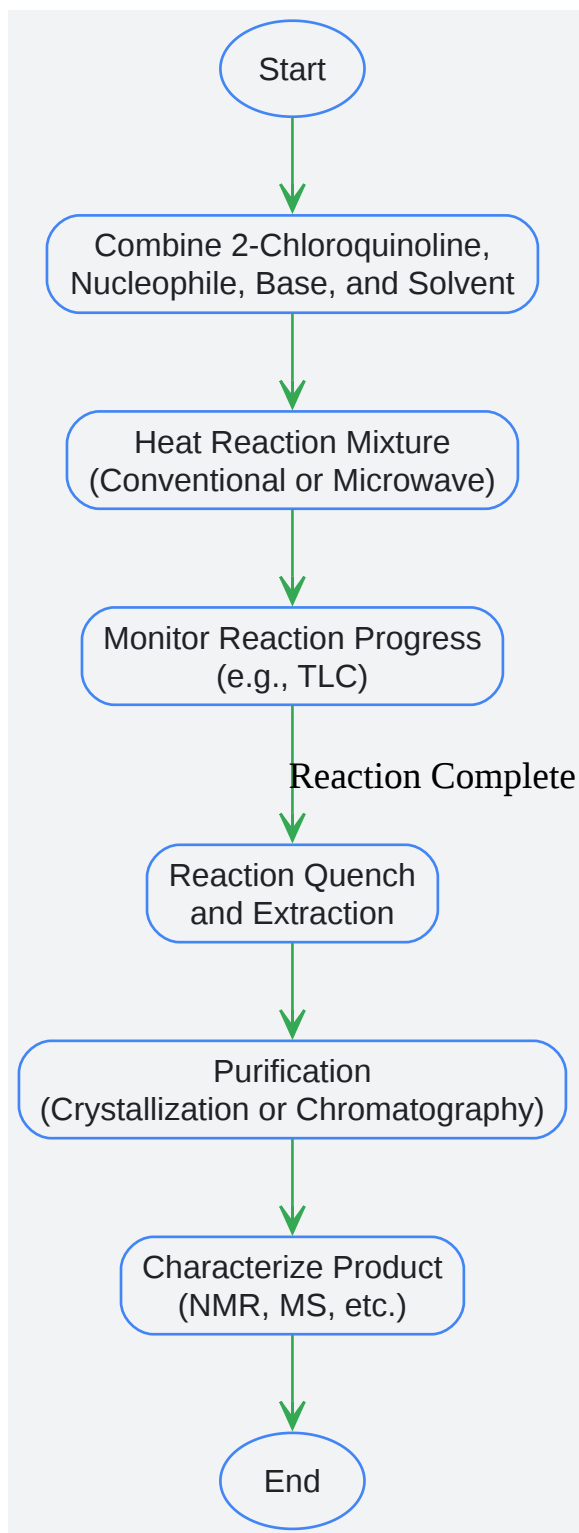 Start
Combine 2-Chloroquinoline,
Nucleophile, Base, and Solvent
Heat Reaction Mixture
(Conventional or Microwave)
Monitor Reaction Progress
(e.g., TLC)
Reaction Complete
Reaction Quench
and Extraction
Purification
(Crystallization or Chromatography)
Characterize Product
(NMR, MS, etc.)
End